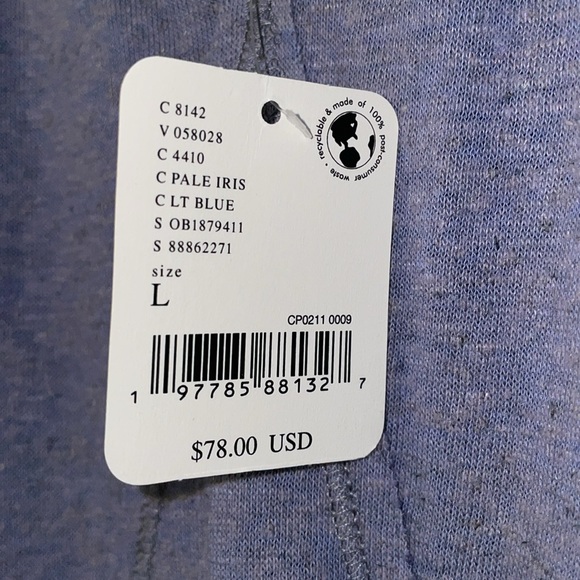 C 8142
V 058028
C 4410
C PALE IRIS
C LT BLUE
S OB1879411
S 88862271
size
L
recyclable & made of 100% post-consumer waste
CP0211 0009
1 97785 88132 7
$78.00 USD